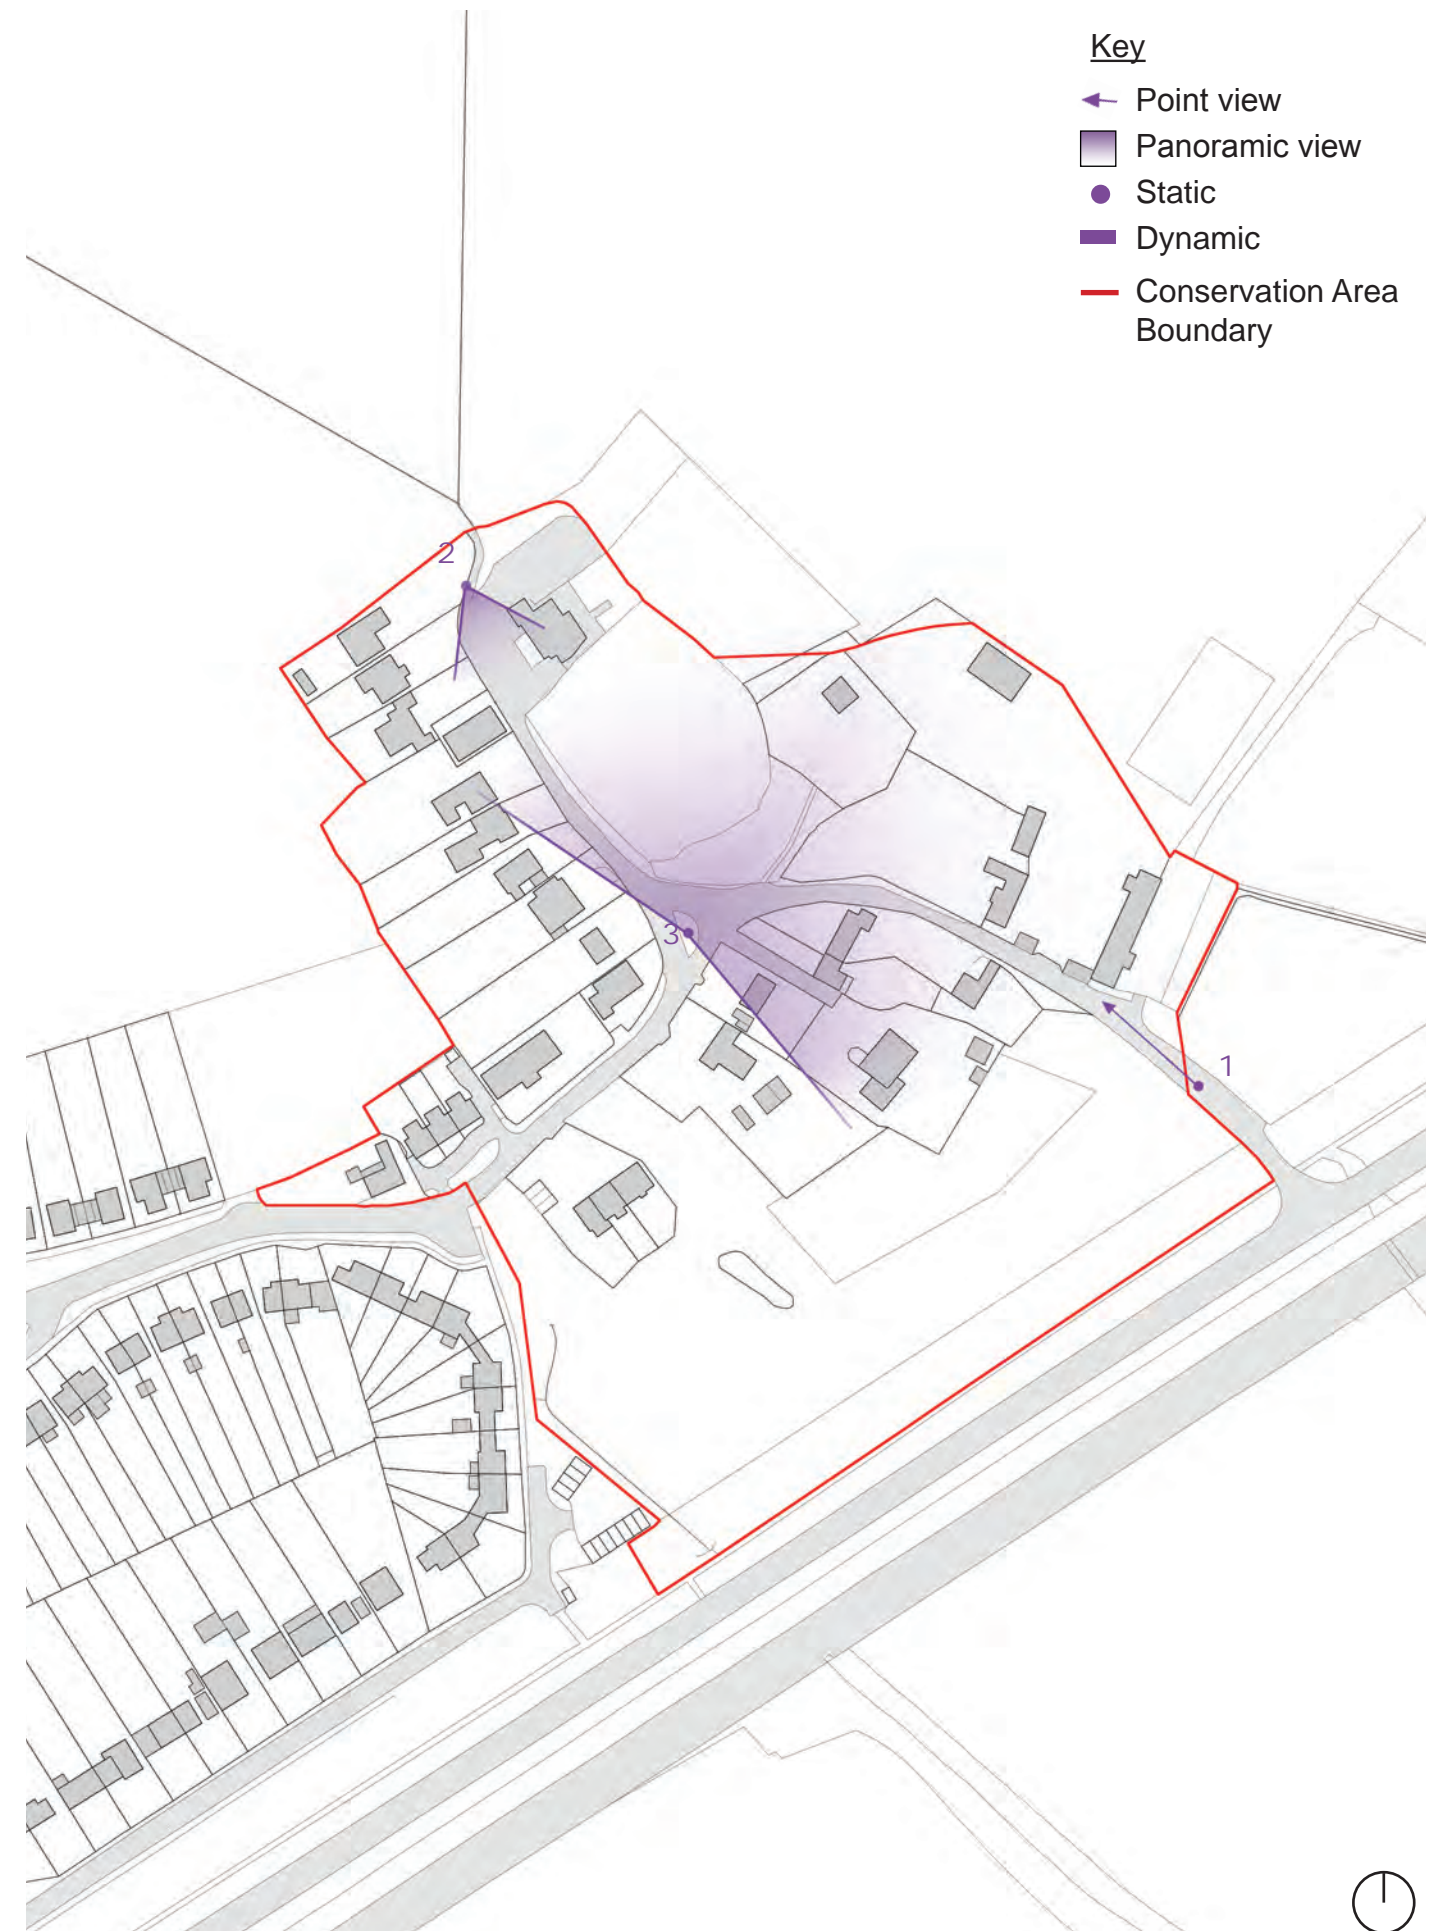 Key
Point view
Panoramic view
Static
Dynamic
Conservation Area
Boundary
2
3
1